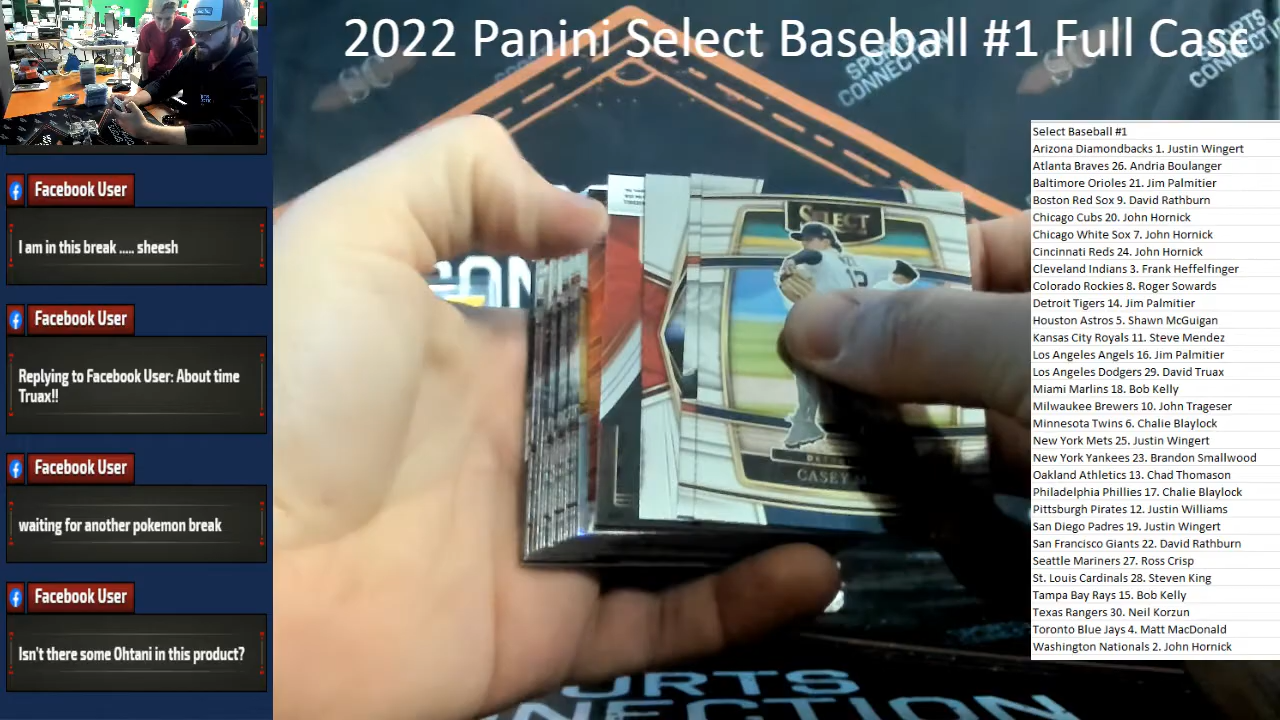 2022 Panini Select Baseball #1 Full Case
Facebook User
I am in this break ..... sheesh
Facebook User
Replying to Facebook User: About time
Truax!!
Facebook User
waiting for another pokemon break
Facebook User
Isn't there some Ohtani in this product?
SPORTS
CONNECTION
SPORTS
CONNECTION
SELECT
12
CASEY M
URTS
CONNECTION
Select Baseball #1
Arizona Diamondbacks 1. Justin Wingert
Atlanta Braves 26. Andria Boulanger
Baltimore Orioles 21. Jim Palmitier
Boston Red Sox 9. David Rathburn
Chicago Cubs 20. John Hornick
Chicago White Sox 7. John Hornick
Cincinnati Reds 24. John Hornick
Cleveland Indians 3. Frank Heffelfinger
Colorado Rockies 8. Roger Sowards
Detroit Tigers 14. Jim Palmitier
Houston Astros 5. Shawn McGuigan
Kansas City Royals 11. Steve Mendez
Los Angeles Angels 16. Jim Palmitier
Los Angeles Dodgers 29. David Truax
Miami Marlins 18. Bob Kelly
Milwaukee Brewers 10. John Trageser
Minnesota Twins 6. Chalie Blaylock
New York Mets 25. Justin Wingert
New York Yankees 23. Brandon Smallwood
Oakland Athletics 13. Chad Thomason
Philadelphia Phillies 17. Chalie Blaylock
Pittsburgh Pirates 12. Justin Williams
San Diego Padres 19. Justin Wingert
San Francisco Giants 22. David Rathburn
Seattle Mariners 27. Ross Crisp
St. Louis Cardinals 28. Steven King
Tampa Bay Rays 15. Bob Kelly
Texas Rangers 30. Neil Korzun
Toronto Blue Jays 4. Matt MacDonald
Washington Nationals 2. John Hornick